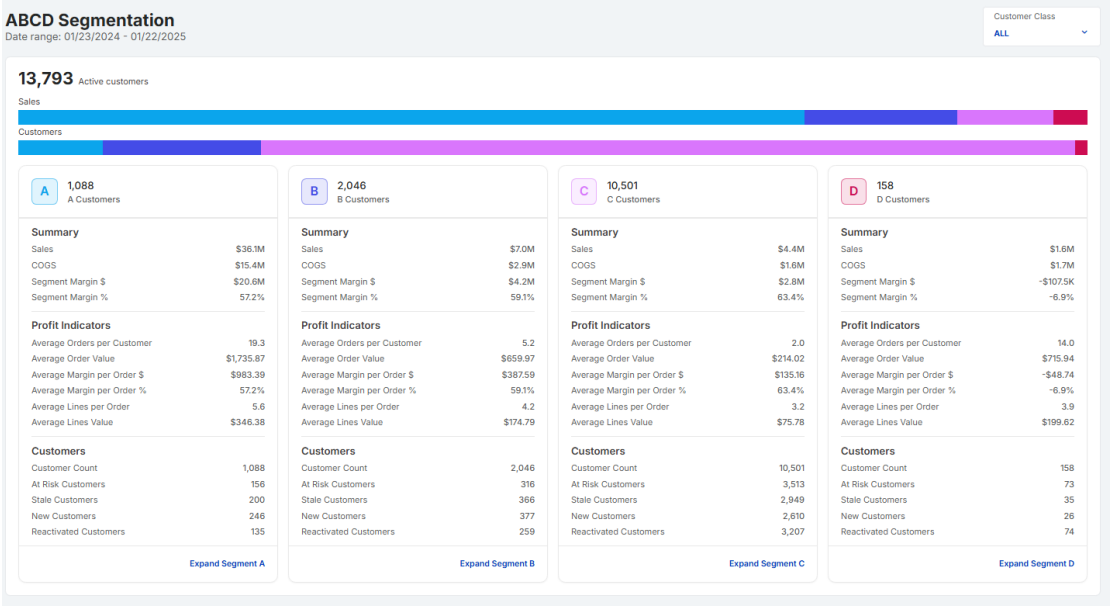 ABCD Segmentation
Date range: 01/23/2024 - 01/22/2025
Customer Class
ALL
13,793 Active customers
Sales
Customers
A
1,088
A Customers
Summary
Sales $36.1M
COGS $15.4M
Segment Margin $ $20.6M
Segment Margin % 57.2%
Profit Indicators
Average Orders per Customer 19.3
Average Order Value $1,735.87
Average Margin per Order $ $983.39
Average Margin per Order % 57.2%
Average Lines per Order 5.6
Average Lines Value $346.38
Customers
Customer Count 1,088
At Risk Customers 156
Stale Customers 200
New Customers 246
Reactivated Customers 135
Expand Segment A
B
2,046
B Customers
Summary
Sales $7.0M
COGS $2.9M
Segment Margin $ $4.2M
Segment Margin % 59.1%
Profit Indicators
Average Orders per Customer 5.2
Average Order Value $659.97
Average Margin per Order $ $387.59
Average Margin per Order % 59.1%
Average Lines per Order 4.2
Average Lines Value $174.79
Customers
Customer Count 2,046
At Risk Customers 316
Stale Customers 366
New Customers 377
Reactivated Customers 259
Expand Segment B
C
10,501
C Customers
Summary
Sales $4.4M
COGS $1.6M
Segment Margin $ $2.8M
Segment Margin % 63.4%
Profit Indicators
Average Orders per Customer 2.0
Average Order Value $214.02
Average Margin per Order $ $135.16
Average Margin per Order % 63.4%
Average Lines per Order 3.2
Average Lines Value $75.78
Customers
Customer Count 10,501
At Risk Customers 3,513
Stale Customers 2,949
New Customers 2,610
Reactivated Customers 3,207
Expand Segment C
D
158
D Customers
Summary
Sales $1.6M
COGS $1.7M
Segment Margin $ -$107.5K
Segment Margin % -6.9%
Profit Indicators
Average Orders per Customer 14.0
Average Order Value $715.94
Average Margin per Order $ -$48.74
Average Margin per Order % -6.9%
Average Lines per Order 3.9
Average Lines Value $199.62
Customers
Customer Count 158
At Risk Customers 73
Stale Customers 35
New Customers 26
Reactivated Customers 74
Expand Segment D